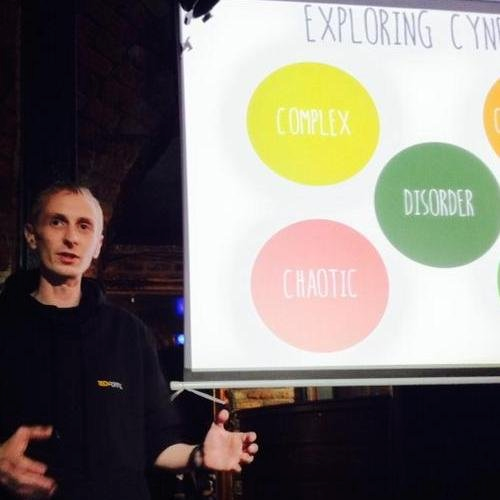 EXPLORING CYN
COMPLEX
DISORDER
CHAOTIC